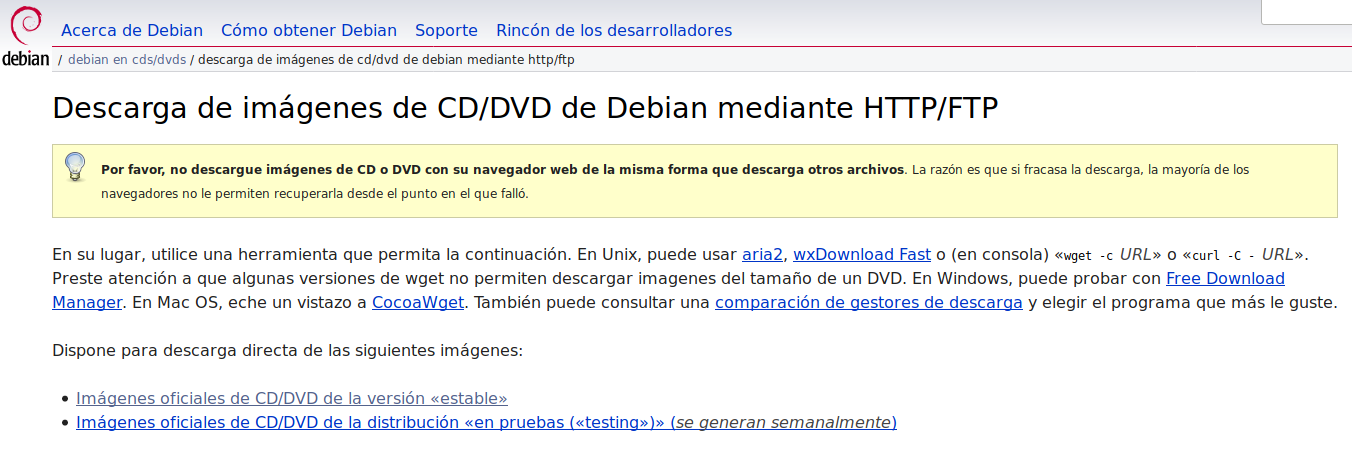 Acerca de Debian Cómo obtener Debian Soporte Rincón de los desarrolladores
debian / debian en cds/dvds / descarga de imágenes de cd/dvd de debian mediante http/ftp
Descarga de imágenes de CD/DVD de Debian mediante HTTP/FTP
Por favor, no descargue imágenes de CD o DVD con su navegador web de la misma forma que descarga otros archivos. La razón es que si fracasa la descarga, la mayoría de los
navegadores no le permiten recuperarla desde el punto en el que falló.
En su lugar, utilice una herramienta que permita la continuación. En Unix, puede usar aria2, wxDownload Fast o (en consola) «wget -c URL» o «curl -C - URL».
Preste atención a que algunas versiones de wget no permiten descargar imagenes del tamaño de un DVD. En Windows, puede probar con Free Download
Manager. En Mac OS, eche un vistazo a CocoaWget. También puede consultar una comparación de gestores de descarga y elegir el programa que más le guste.
Dispone para descarga directa de las siguientes imágenes:
• Imágenes oficiales de CD/DVD de la versión «estable»
• Imágenes oficiales de CD/DVD de la distribución «en pruebas («testing»)» (se generan semanalmente)